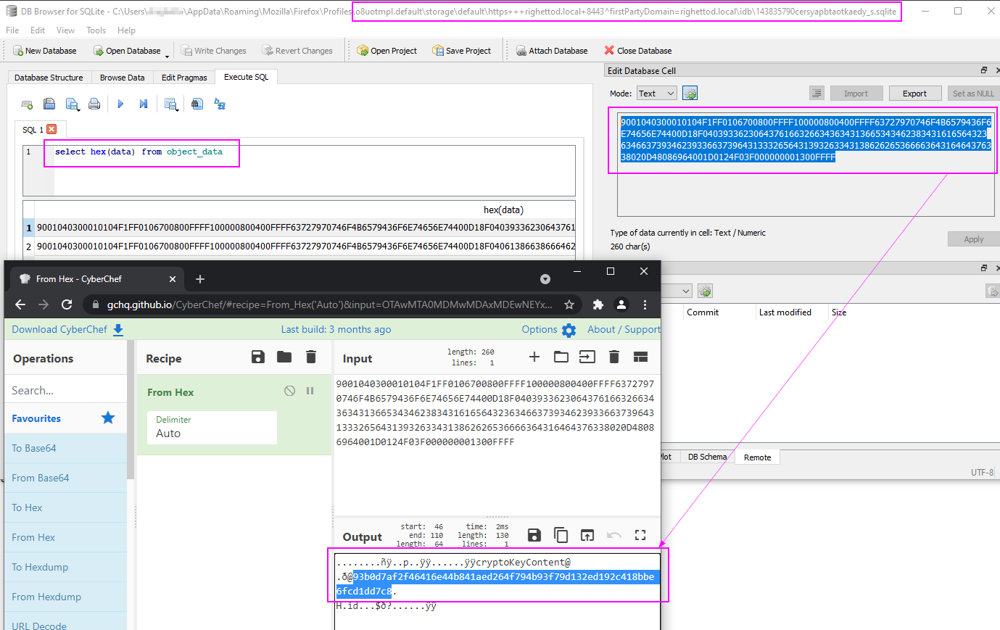 DB Browser for SQLite - C:\Users\ \AppData\Roaming\Mozilla\Firefox\Profiles\o8uotmpl.default\storage\default\https+++righettod.local+8443^firstPartyDomain=righettod.local\idb\143835790cersyapbtaotkaedy_s.sqlite
File Edit View Tools Help
New Database Open Database Write Changes Revert Changes Open Project Save Project Attach Database Close Database
Database Structure Browse Data Edit Pragmas Execute SQL
Edit Database Cell
Mode: Text Import Export Set as NULL
SQL 1
1 select hex(data) from object_data
9001040300010104F1FF0106700800FFFF100000800400FFFF63727970746F4B6579436F6
E74656E74400D18F04039336230643761663266343634313665343462383431616564323
634663739346239336637396431333265643139326334313862626536666364316464376
338020D48086964001D0124F03F000000001300FFFF
hex(data)
1 9001040300010104F1FF0106700800FFFF100000800400FFFF63727970746F4B6579436F6E74656E74400D18F04039336230643761
2 9001040300010104F1FF0106700800FFFF100000800400FFFF63727970746F4B6579436F6E74656E74400D18F04061386638666462
Type of data currently in cell: Text / Numeric
260 char(s)
Apply
Commit Last modified Size
Plot DB Schema Remote
UTF-8
From Hex - CyberChef
gchq.github.io/CyberChef/#recipe=From_Hex('Auto')&input=OTAwMTA0MDMwMDAxMDEwNEYx...
Download CyberChef Last build: 3 months ago Options About / Support
Operations
Search...
Favourites
To Base64
From Base64
To Hex
From Hex
To Hexdump
From Hexdump
URL Decode
Recipe
From Hex
Delimiter
Auto
Input
length: 260
lines: 1
9001040300010104F1FF0106700800FFFF100000800400FFFF6372797
0746F4B6579436F6E74656E74400D18F0403933623064376166326634
363431366534346238343161656432363466373934623933663739643
133326564313932633431386262653666636431646437633802​0D4808
6964001D0124F03F000000001300FFFF
Output
start: 46
end: 110
length: 64
time: 2ms
length: 130
lines: 1
........ñÿ..p..ÿÿ......ÿÿcryptoKeyContent@
.ð@93b0d7af2f46416e44b841aed264f794b93f79d132ed192c418bbe
6fcd1dd7c8.
H.id...$ð?......ÿÿ